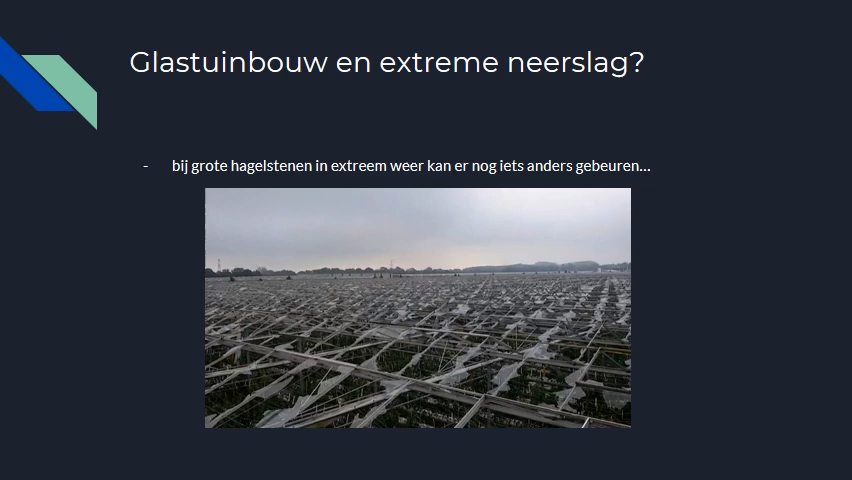 Glastuinbouw en extreme neerslag?
- bij grote hagelstenen in extreem weer kan er nog iets anders gebeuren...